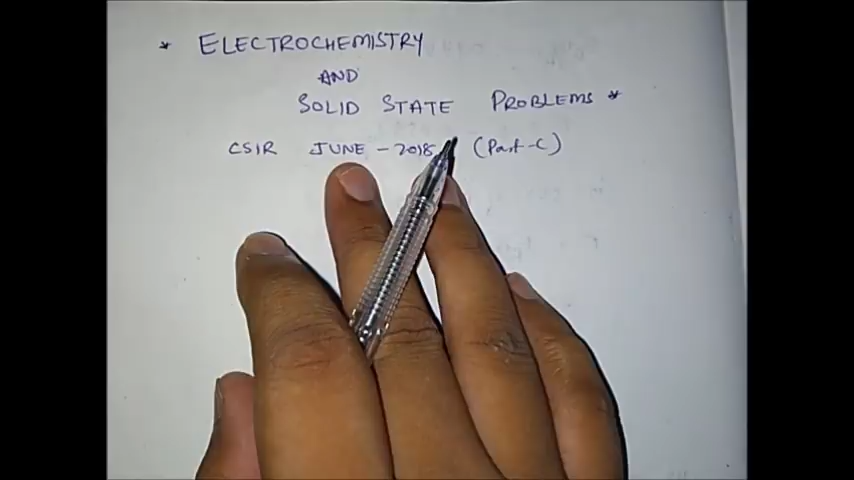 * ELECTROCHEMISTRY
AND
SOLID STATE PROBLEMS *
CSIR JUNE - 2018 (Part-C)